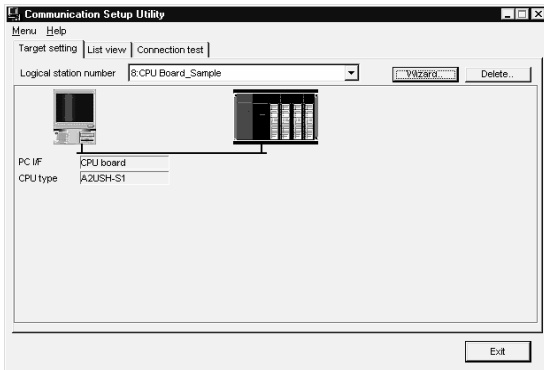 Communication Setup Utility
Menu Help
Target setting List view Connection test
Logical station number 8:CPU Board_Sample Wizard... Delete..
PC I/F CPU board
CPU type A2USH-S1
Exit